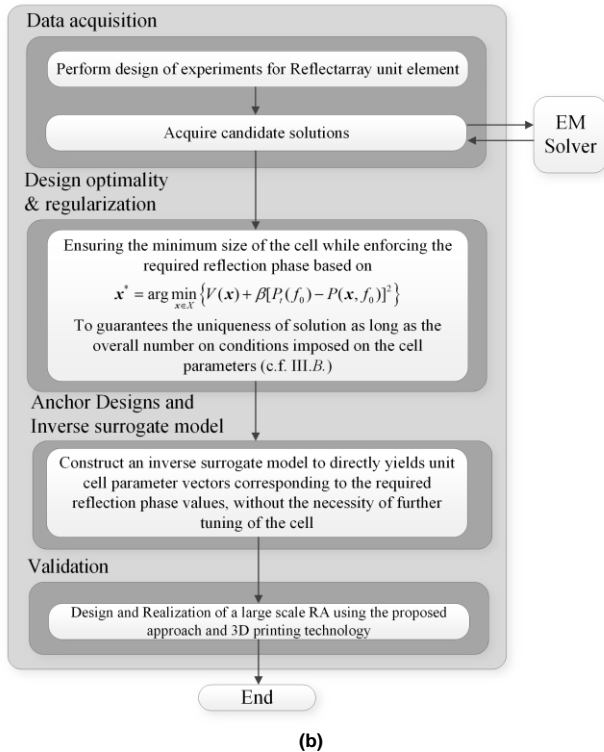 Data acquisition
Perform design of experiments for Reflectarray unit element
Acquire candidate solutions
EM
Solver
Design optimality
& regularization
Ensuring the minimum size of the cell while enforcing the
required reflection phase based on
x* = arg min x∈X {V(x) + β[Pt(f0) − P(x, f0)]²}
To guarantees the uniqueness of solution as long as the
overall number on conditions imposed on the cell
parameters (c.f. III.B.)
Anchor Designs and
Inverse surrogate model
Construct an inverse surrogate model to directly yields unit
cell parameter vectors corresponding to the required
reflection phase values, without the necessity of further
tuning of the cell
Validation
Design and Realization of a large scale RA using the proposed
approach and 3D printing technology
End
(b)